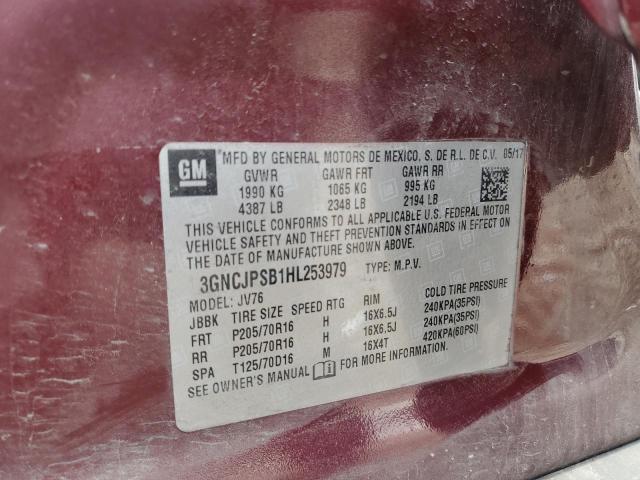 GM
MFD BY GENERAL MOTORS DE MEXICO, S. DE R.L. DE C.V. 05/17
GVWR GAWR FRT GAWR RR
1990 KG 1065 KG 995 KG
4387 LB 2348 LB 2194 LB
THIS VEHICLE CONFORMS TO ALL APPLICABLE U.S. FEDERAL MOTOR
VEHICLE SAFETY AND THEFT PREVENTION STANDARDS IN EFFECT
ON THE DATE OF MANUFACTURE SHOWN ABOVE.
3GNCJPSB1HL253979 TYPE: M.P.V.
MODEL: JV76
JBBK TIRE SIZE SPEED RTG RIM COLD TIRE PRESSURE
FRT P205/70R16 H 16X6.5J 240KPA(35PSI)
RR P205/70R16 H 16X6.5J 240KPA(35PSI)
SPA T125/70D16 M 16X4T 420KPA(60PSI)
SEE OWNER'S MANUAL FOR MORE INFORMATION